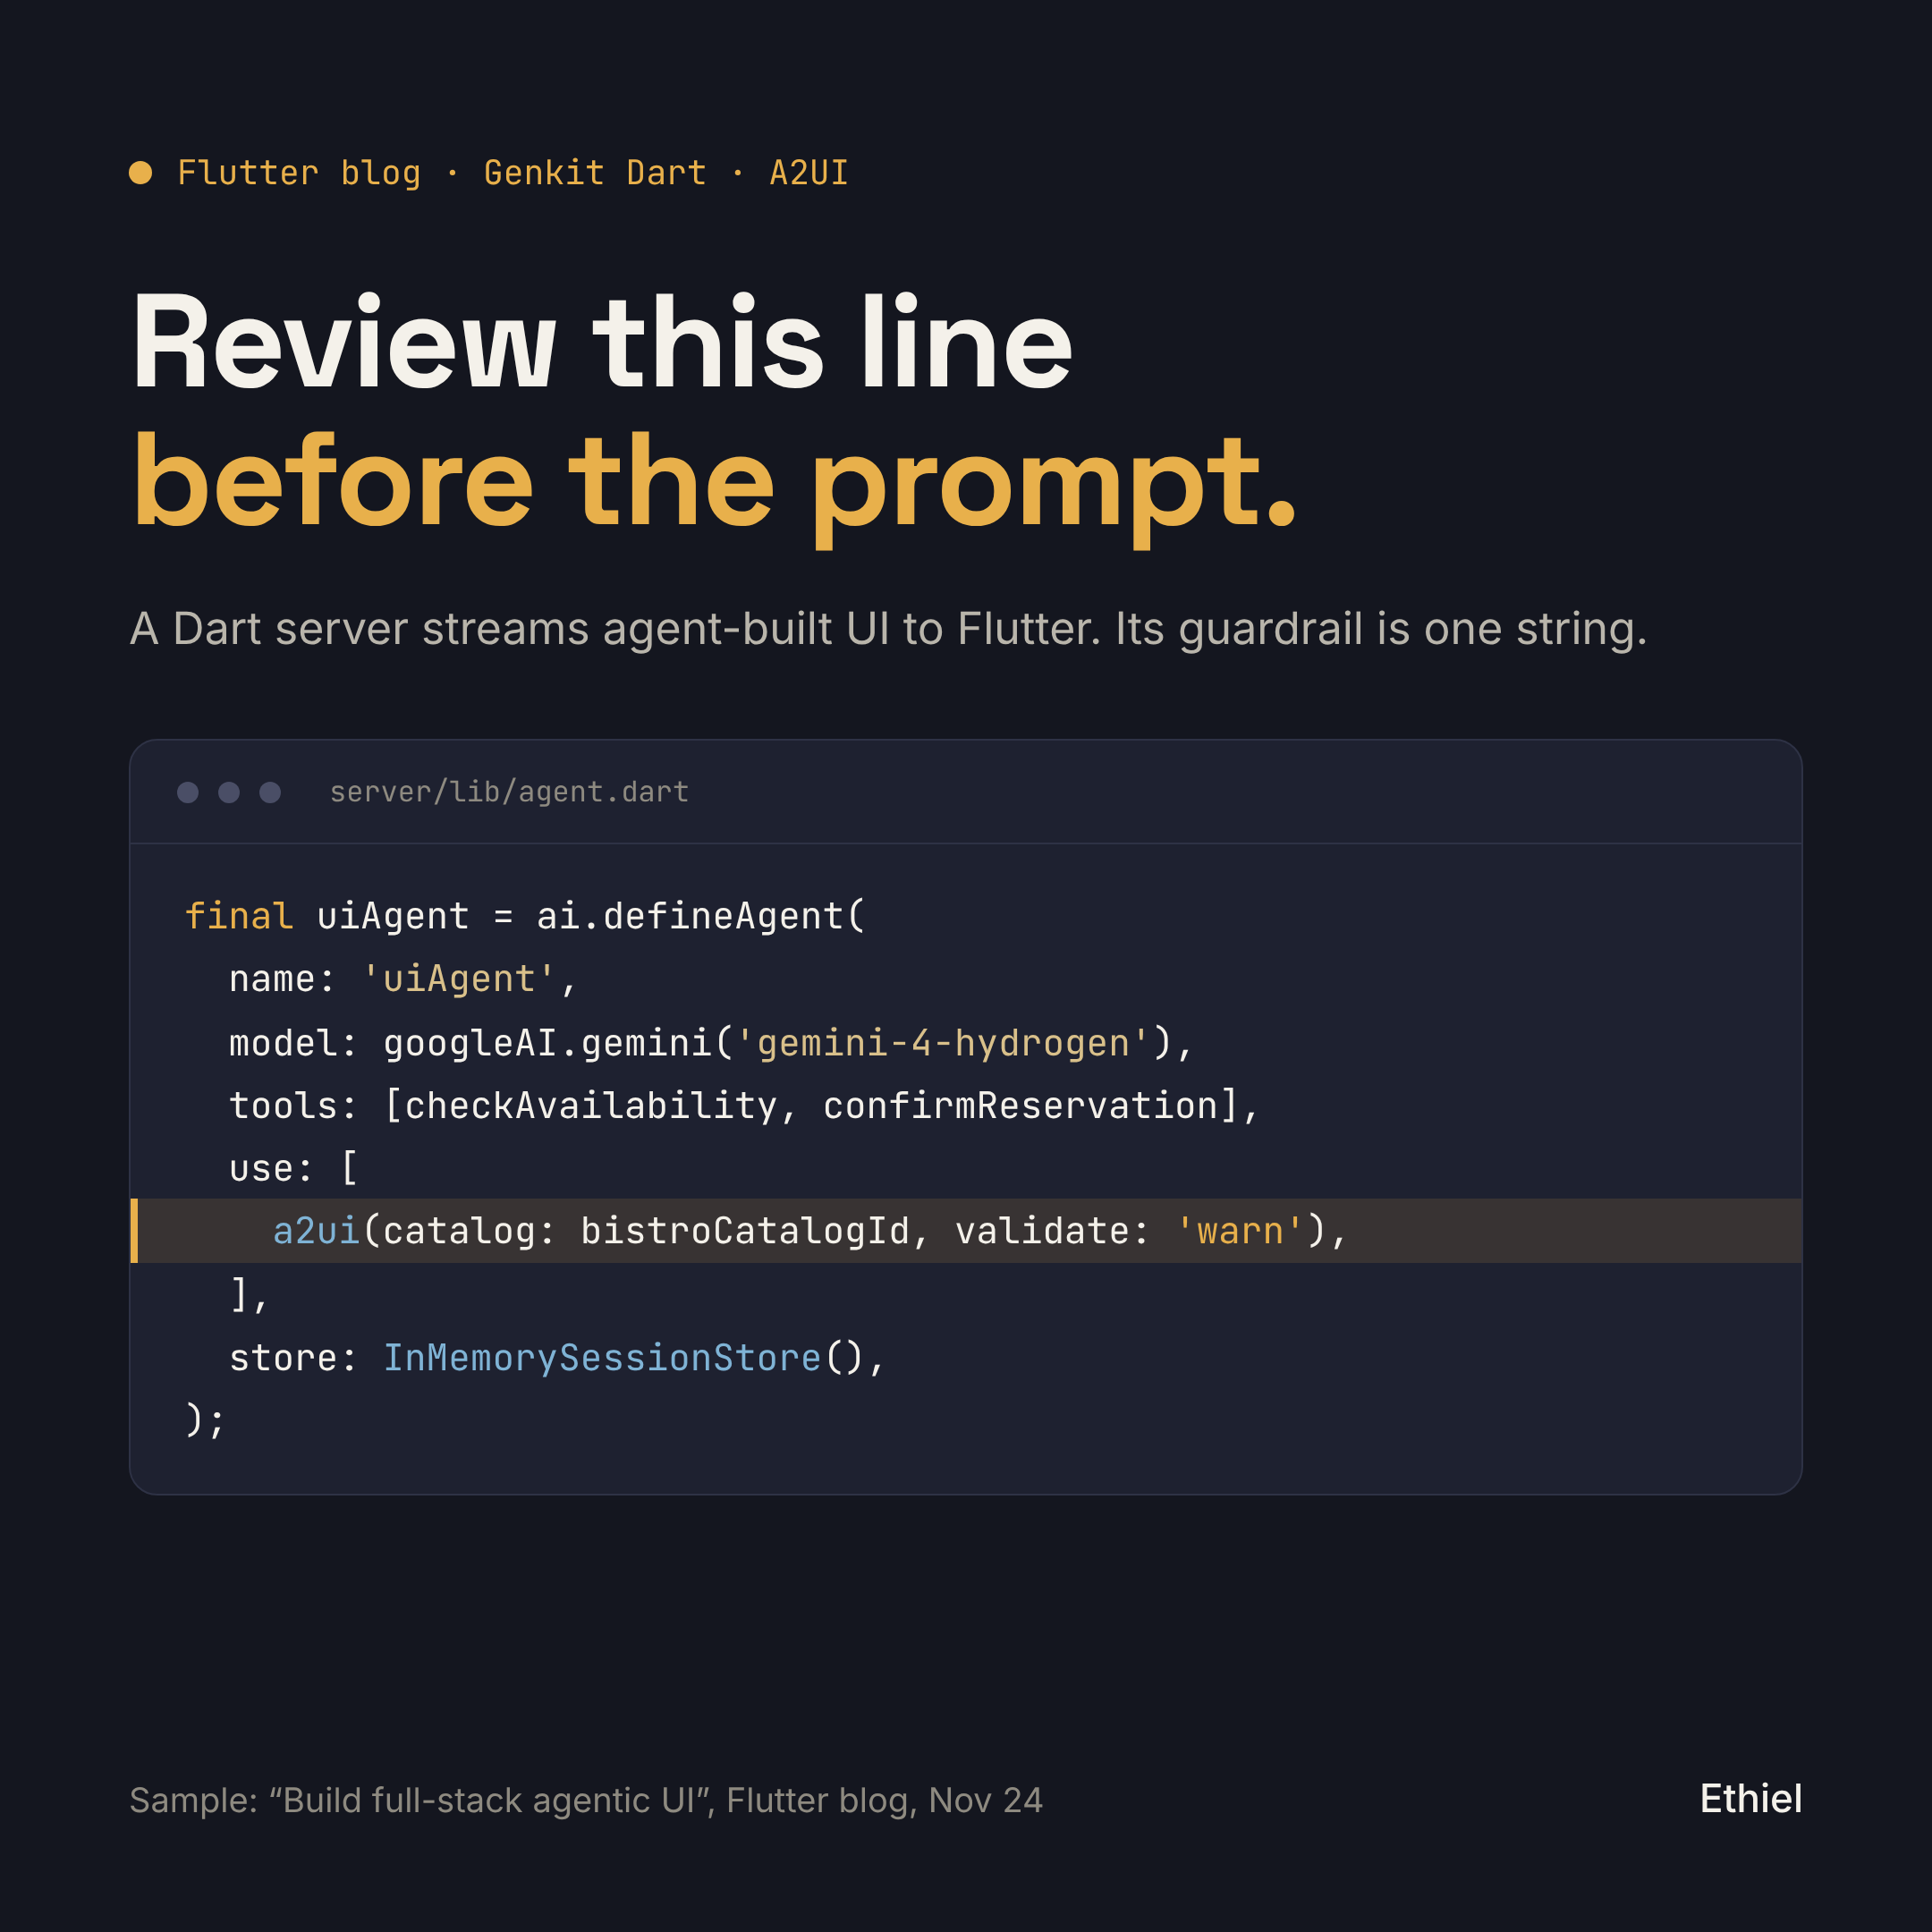 Flutter blog · Genkit Dart · A2UI
Review this line
before the prompt.
A Dart server streams agent-built UI to Flutter. Its guardrail is one string.
server/lib/agent.dart
final uiAgent = ai.defineAgent(
  name: 'uiAgent',
  model: googleAI.gemini('gemini-4-hydrogen'),
  tools: [checkAvailability, confirmReservation],
  use: [
    a2ui(catalog: bistroCatalogId, validate: 'warn'),
  ],
  store: InMemorySessionStore(),
);
Sample: “Build full-stack agentic UI”, Flutter blog, Nov 24
Ethiel